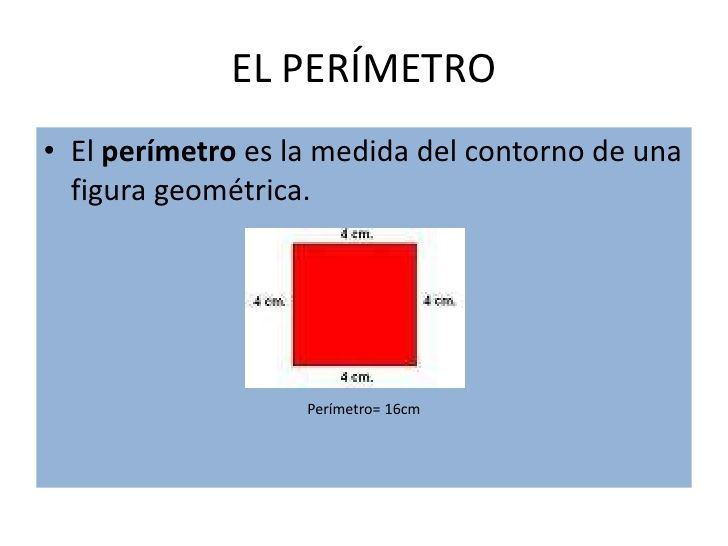 EL PERÍMETRO
• El perímetro es la medida del contorno de una
figura geométrica.
4 cm.
4 cm. 4 cm.
4 cm.
Perímetro= 16cm